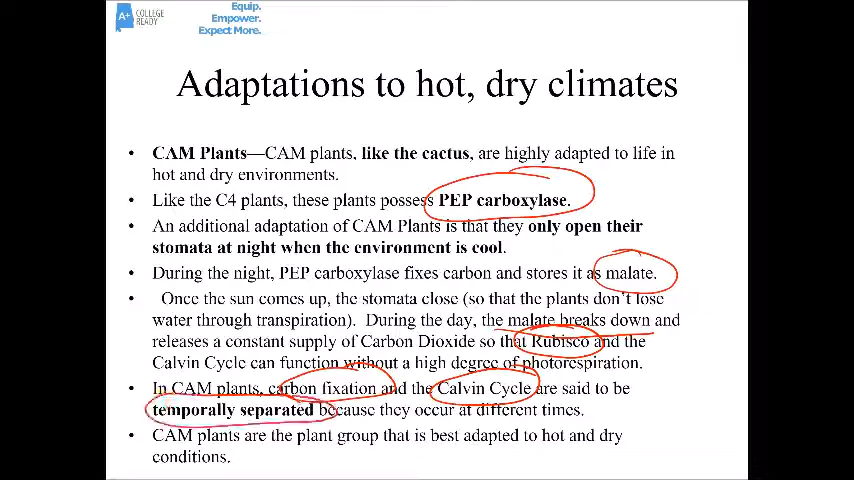 Equip.
Empower.
Expect More.
A+ COLLEGE
READY
Adaptations to hot, dry climates
• CAM Plants—CAM plants, like the cactus, are highly adapted to life in
hot and dry environments.
• Like the C4 plants, these plants possess PEP carboxylase.
• An additional adaptation of CAM Plants is that they only open their
stomata at night when the environment is cool.
• During the night, PEP carboxylase fixes carbon and stores it as malate.
• Once the sun comes up, the stomata close (so that the plants don't lose
water through transpiration). During the day, the malate breaks down and
releases a constant supply of Carbon Dioxide so that Rubisco and the
Calvin Cycle can function without a high degree of photorespiration.
• In CAM plants, carbon fixation and the Calvin Cycle are said to be
temporally separated because they occur at different times.
• CAM plants are the plant group that is best adapted to hot and dry
conditions.